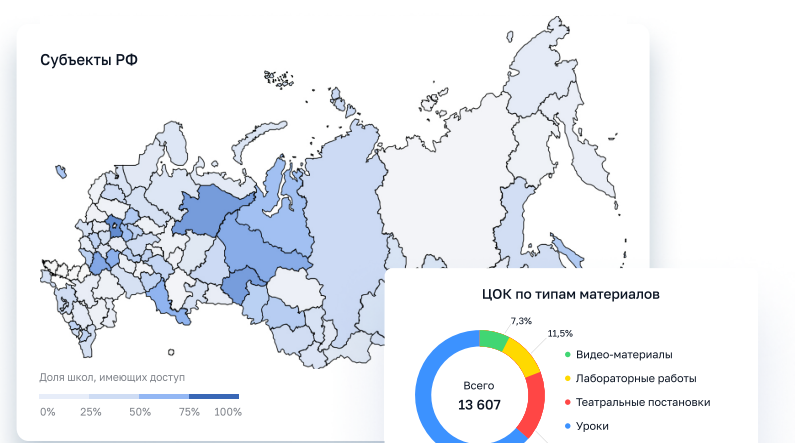 Субъекты РФ
Доля школ, имеющих доступ
0% 25% 50% 75% 100%
ЦОК по типам материалов
7,3%
11,5%
Всего
13 607
Видео-материалы
Лабораторные работы
Театральные постановки
Уроки